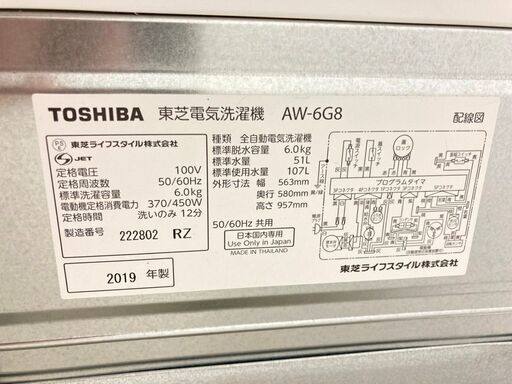 TOSHIBA 東芝電気洗濯機 AW-6G8
配線図
PSE
東芝ライフスタイル株式会社
JET
定格電圧 100V
定格周波数 50/60Hz
標準洗濯容量 6.0kg
電動機定格消費電力 370/450W
定格時間 洗いのみ 12分
製造番号 222802 RZ
2019 年製
種類 全自動電気洗濯機
標準脱水容量 6.0kg
標準水量 51L
標準使用水量 107L
外形寸法 幅 563mm
奥行 580mm
高さ 957mm
50/60Hz 共用
日本国内専用
Use Only in Japan
MADE IN THAILAND
ロック
プログラムタイマ
東芝ライフスタイル株式会社